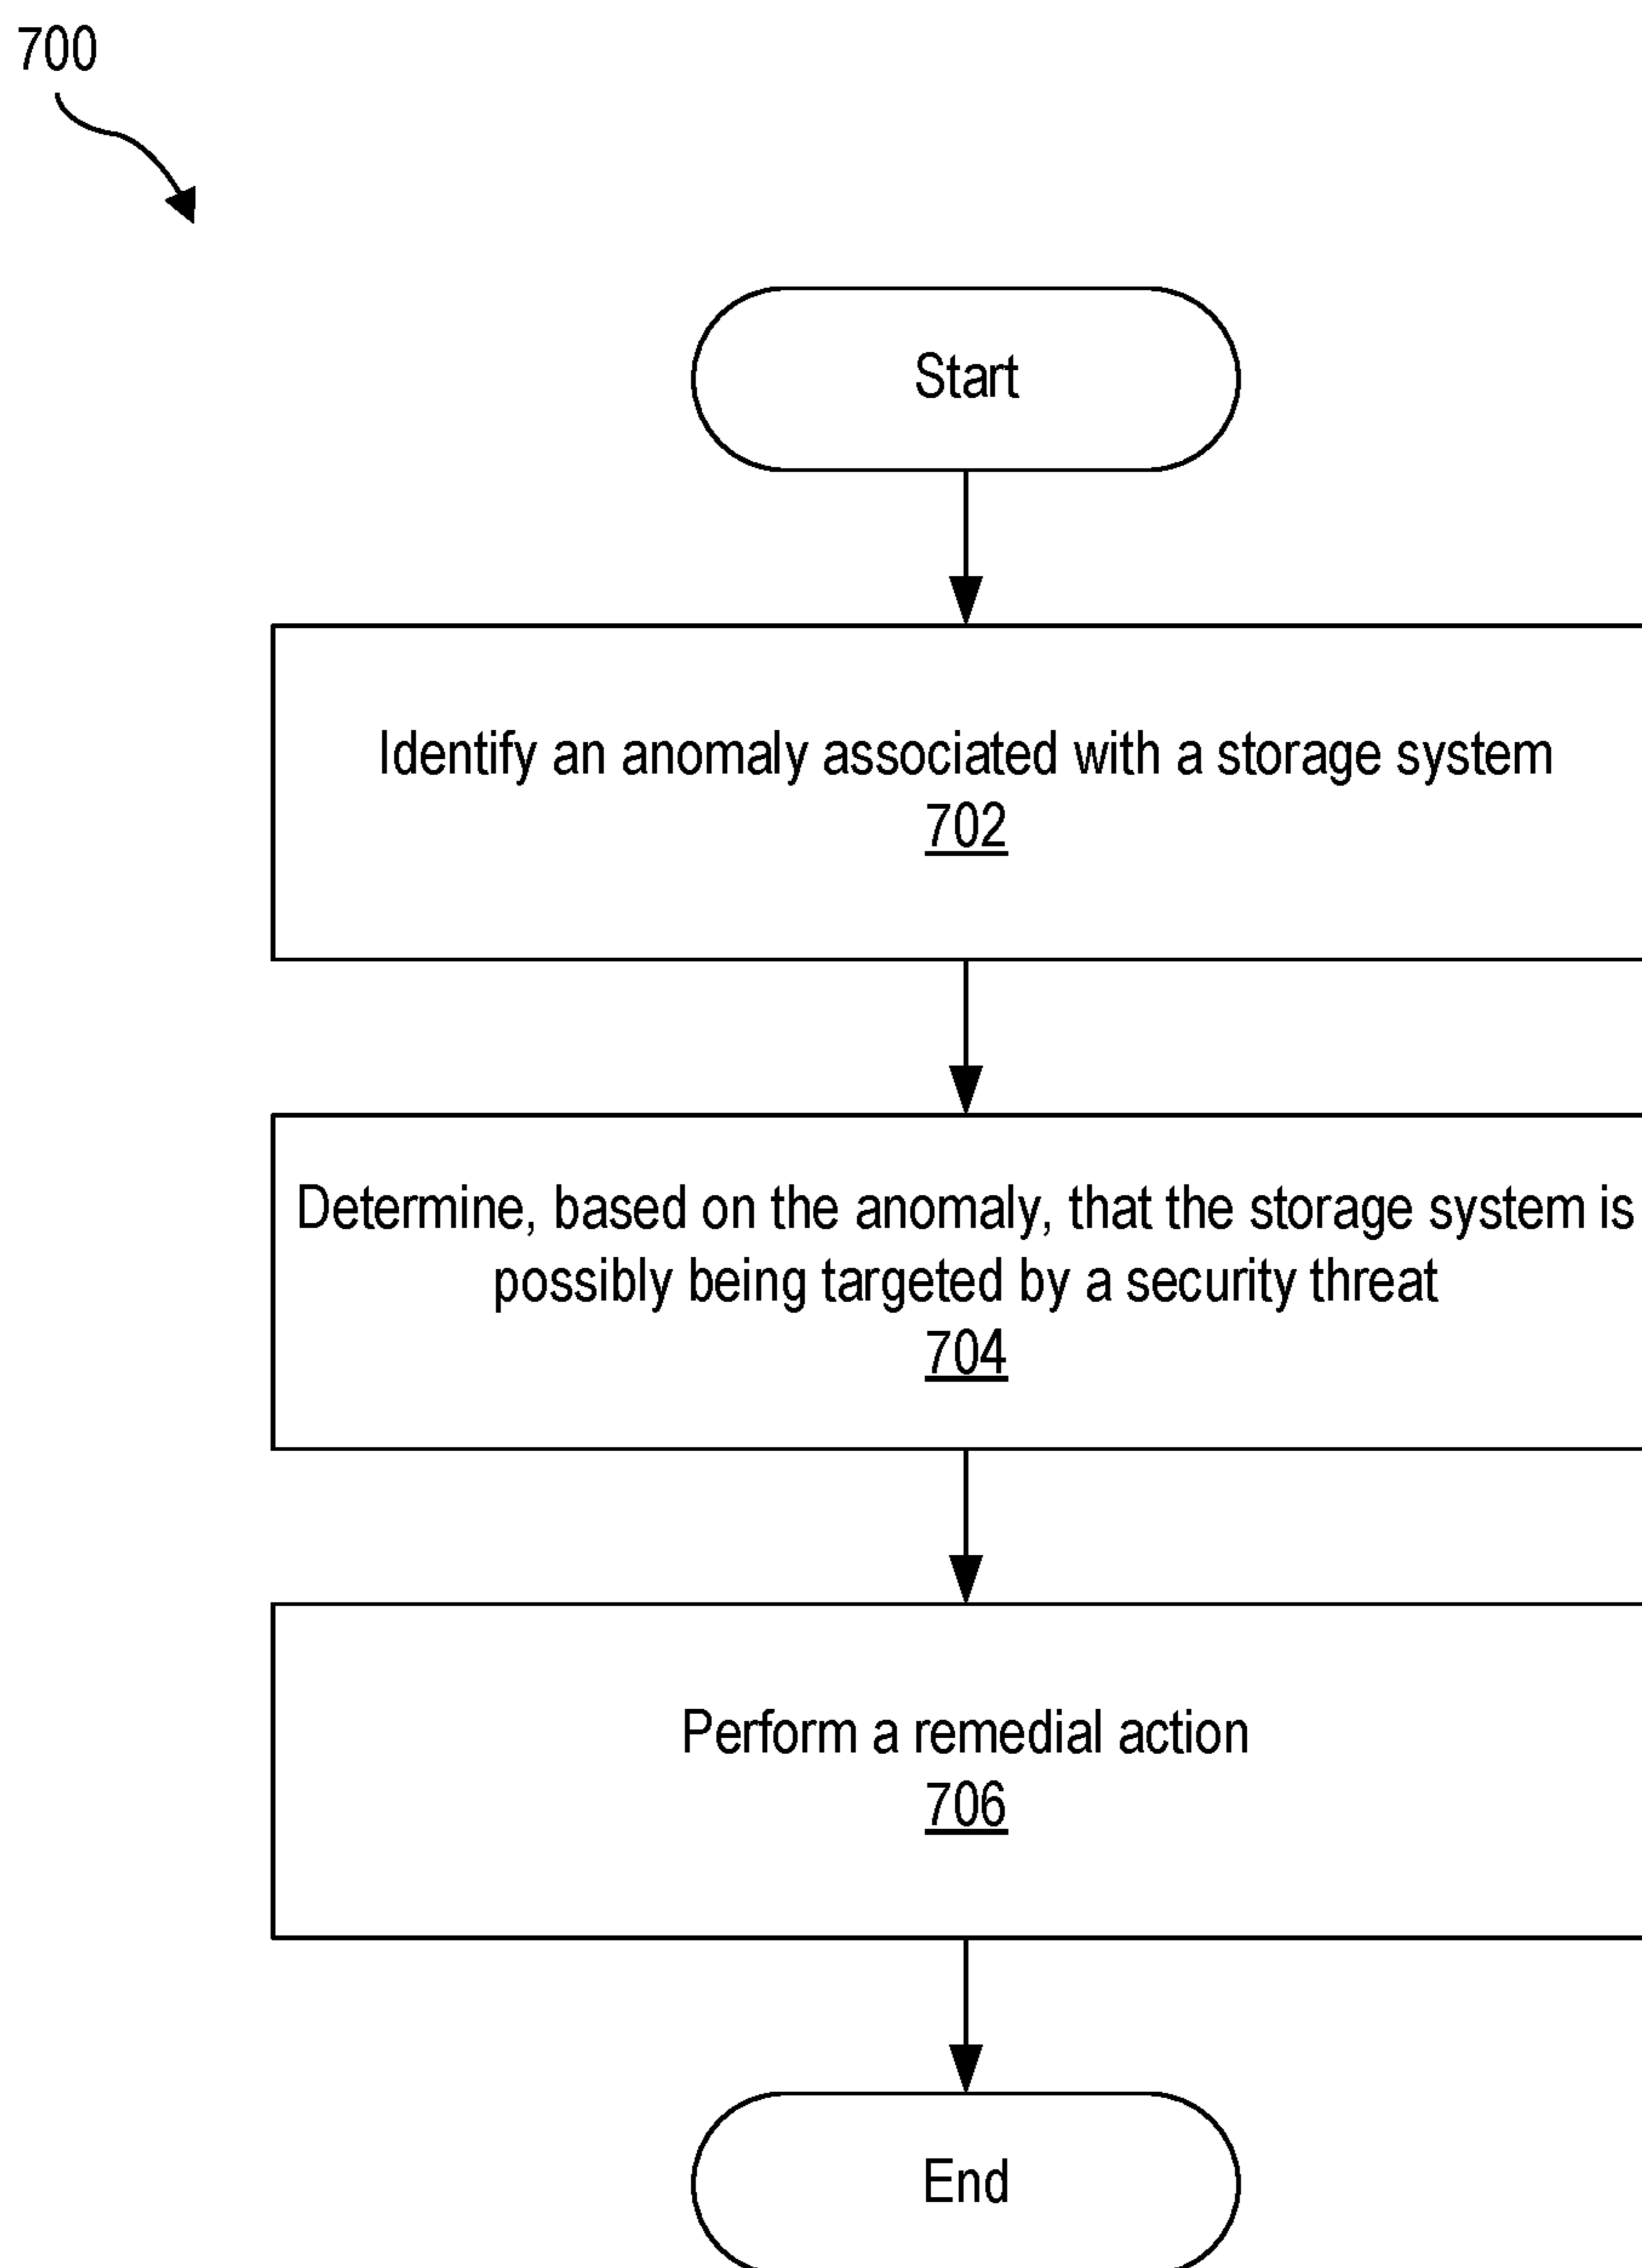 700
Start
Identify an anomaly associated with a storage system
702
Determine, based on the anomaly, that the storage system is
possibly being targeted by a security threat
704
Perform a remedial action
706
End